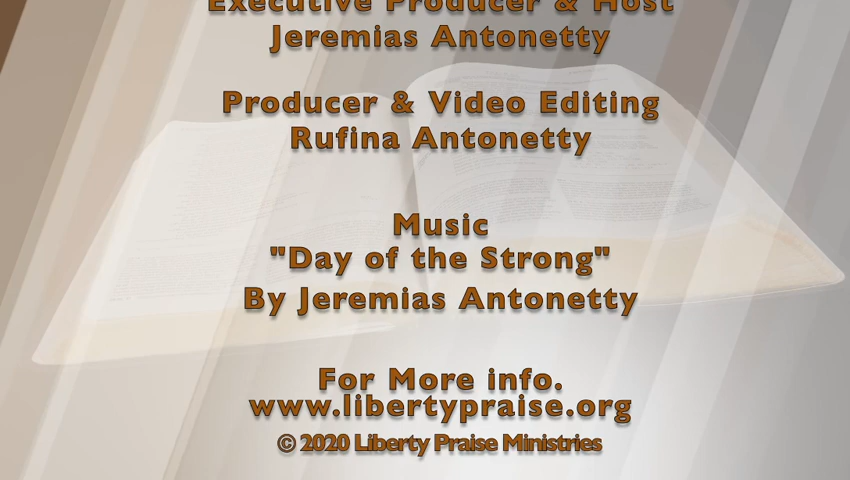 Executive Producer & Host
Jeremias Antonetty
Producer & Video Editing
Rufina Antonetty
Music
"Day of the Strong"
By Jeremias Antonetty
For More info.
www.libertypraise.org
© 2020 Liberty Praise Ministries